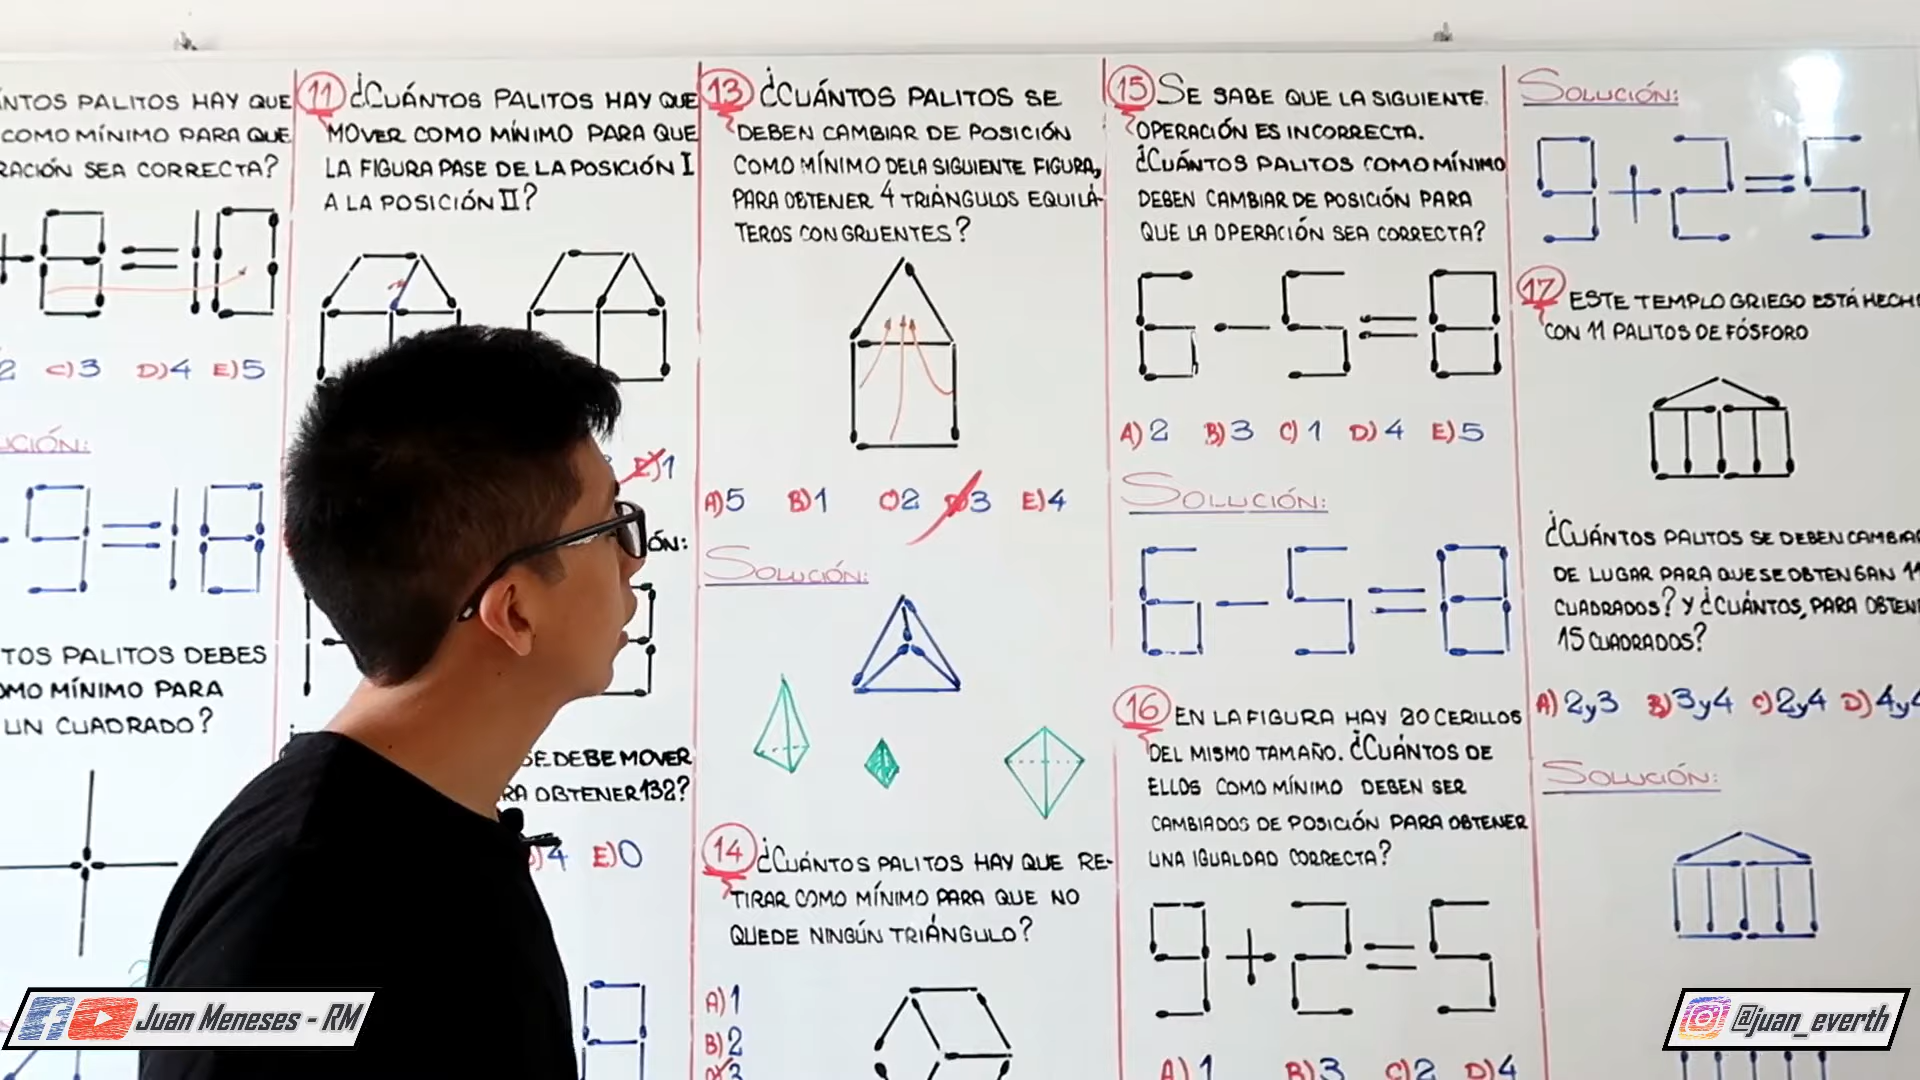 NTOS PALITOS HAY QUE
COMO MÍNIMO PARA QUE
RACIÓN SEA CORRECTA?
+8=10
2 C)3 D)4 E)5
UCIÓN:
9=18
TOS PALITOS DEBES
OMO MÍNIMO PARA
UN CUADRADO?
11 ¿CUÁNTOS PALITOS HAY QUE
MOVER COMO MÍNIMO PARA QUE
LA FIGURA PASE DE LA POSICIÓN I
A LA POSICIÓN II?
E)1
ÓN:
SE DEBE MOVER
RA OBTENER 132?
)4 E)0
13 ¿CUÁNTOS PALITOS SE
DEBEN CAMBIAR DE POSICIÓN
COMO MÍNIMO DE LA SIGUIENTE FIGURA,
PARA OBTENER 4 TRIÁNGULOS EQUILÁ-
TEROS CONGRUENTES?
A)5 B)1 C)2 D)3 E)4
SOLUCIÓN:
14 ¿CUÁNTOS PALITOS HAY QUE RE-
TIRAR COMO MÍNIMO PARA QUE NO
QUEDE NINGÚN TRIÁNGULO?
A)1
B)2
3
15 SE SABE QUE LA SIGUIENTE
OPERACIÓN ES INCORRECTA.
¿CUÁNTOS PALITOS COMO MÍNIMO
DEBEN CAMBIAR DE POSICIÓN PARA
QUE LA OPERACIÓN SEA CORRECTA?
6-5=8
A)2 B)3 C)1 D)4 E)5
SOLUCIÓN:
6-5=8
16 EN LA FIGURA HAY 20 CERILLOS
DEL MISMO TAMAÑO. ¿CUÁNTOS DE
ELLOS COMO MÍNIMO DEBEN SER
CAMBIADOS DE POSICIÓN PARA OBTENER
UNA IGUALDAD CORRECTA?
9+2=5
A)1 B)3 C)2 D)4
SOLUCIÓN:
9+2=5
17 ESTE TEMPLO GRIEGO ESTÁ HECH
CON 11 PALITOS DE FÓSFORO
¿CUÁNTOS PALITOS SE DEBEN CAMBIAR
DE LUGAR PARA QUE SE OBTENGAN 11
CUADRADOS? Y ¿CUÁNTOS, PARA OBTEN
15 CUADRADOS?
A)2y3 B)3y4 C)2y4 D)4y4
SOLUCIÓN:
Juan Meneses - RM
@juan_everth